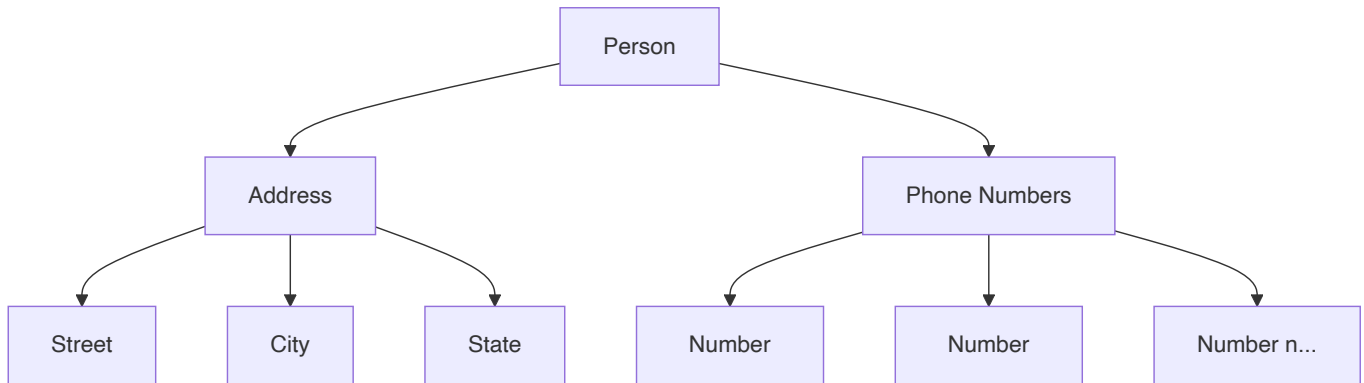 Person
Address
Phone Numbers
Street
City
State
Number
Number
Number n...